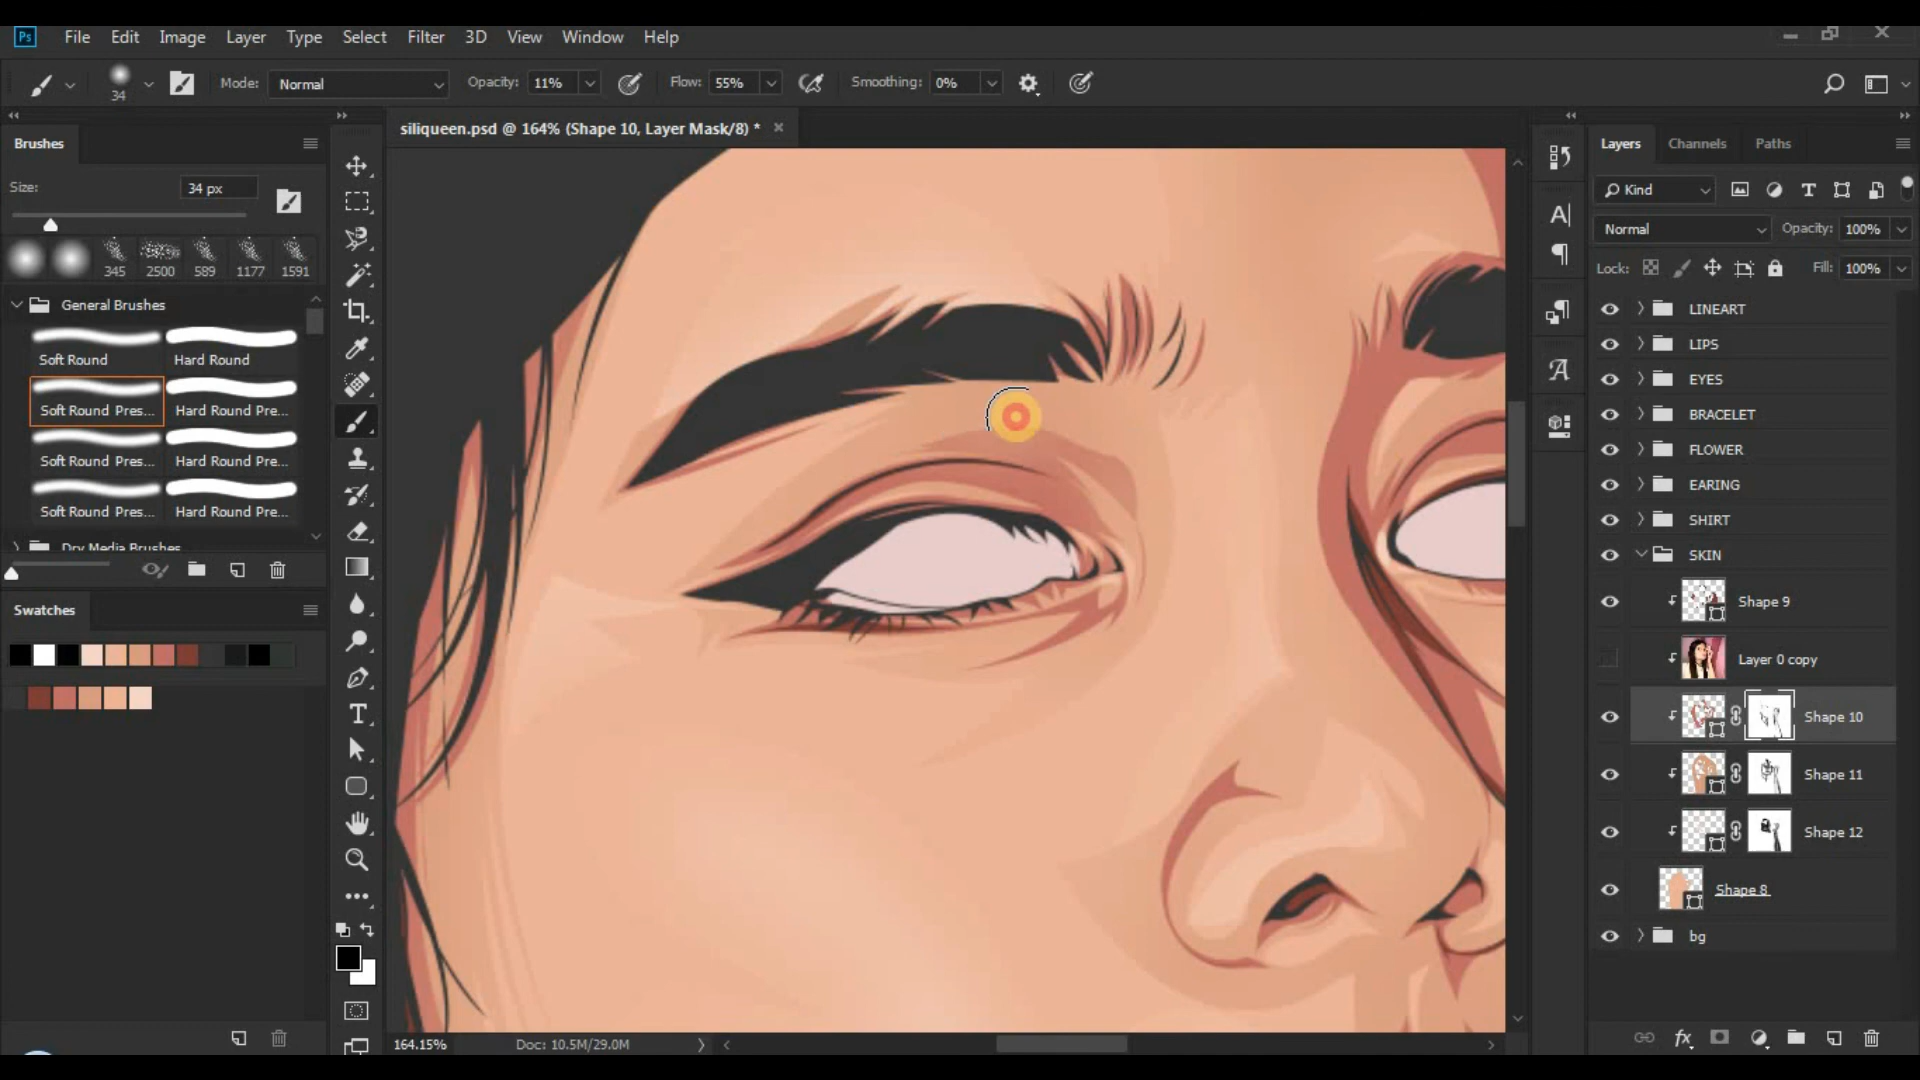 Ps File Edit Image Layer Type Select Filter 3D View Window Help
34 Mode: Normal Opacity: 11% Flow: 55% Smoothing: 0%
Brushes
Size: 34 px
345 2500 589 1177 1591
General Brushes
Soft Round Hard Round
Soft Round Pres... Hard Round Pre...
Soft Round Pres... Hard Round Pre...
Soft Round Pres... Hard Round Pre...
Dry Media Brushes
Swatches
siliqueen.psd @ 164% (Shape 10, Layer Mask/8) *
164.15% Doc: 10.5M/29.0M
Layers Channels Paths
Kind
Normal Opacity: 100%
Lock: Fill: 100%
LINEART
LIPS
EYES
BRACELET
FLOWER
EARING
SHIRT
SKIN
Shape 9
Layer 0 copy
Shape 10
Shape 11
Shape 12
Shape 8
bg